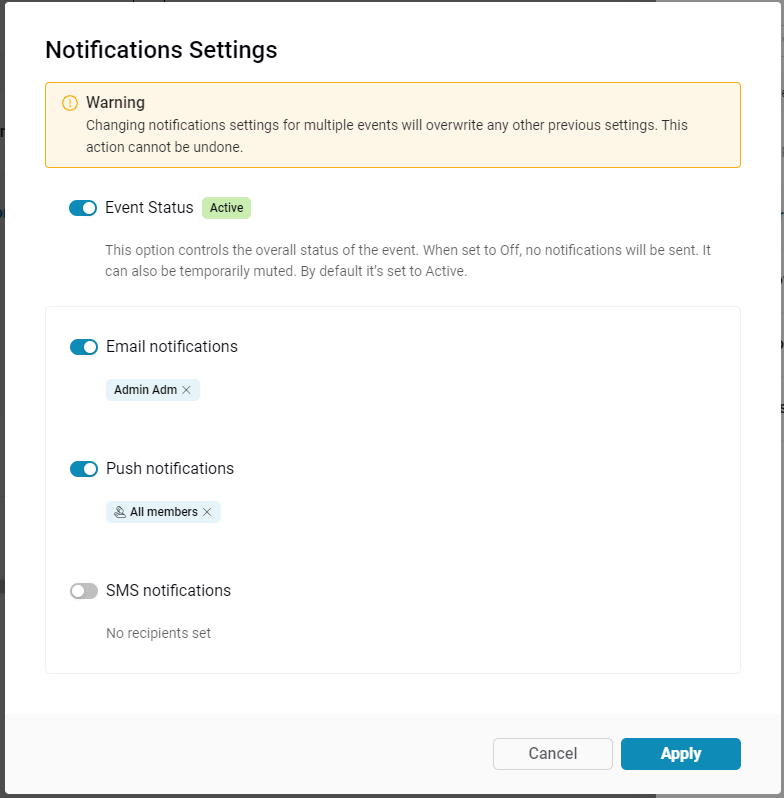 Notifications Settings
Warning
Changing notifications settings for multiple events will overwrite any other previous settings. This
action cannot be undone.
Event Status Active
This option controls the overall status of the event. When set to Off, no notifications will be sent. It
can also be temporarily muted. By default it’s set to Active.
Email notifications
Admin Adm
Push notifications
All members
SMS notifications
No recipients set
Cancel Apply